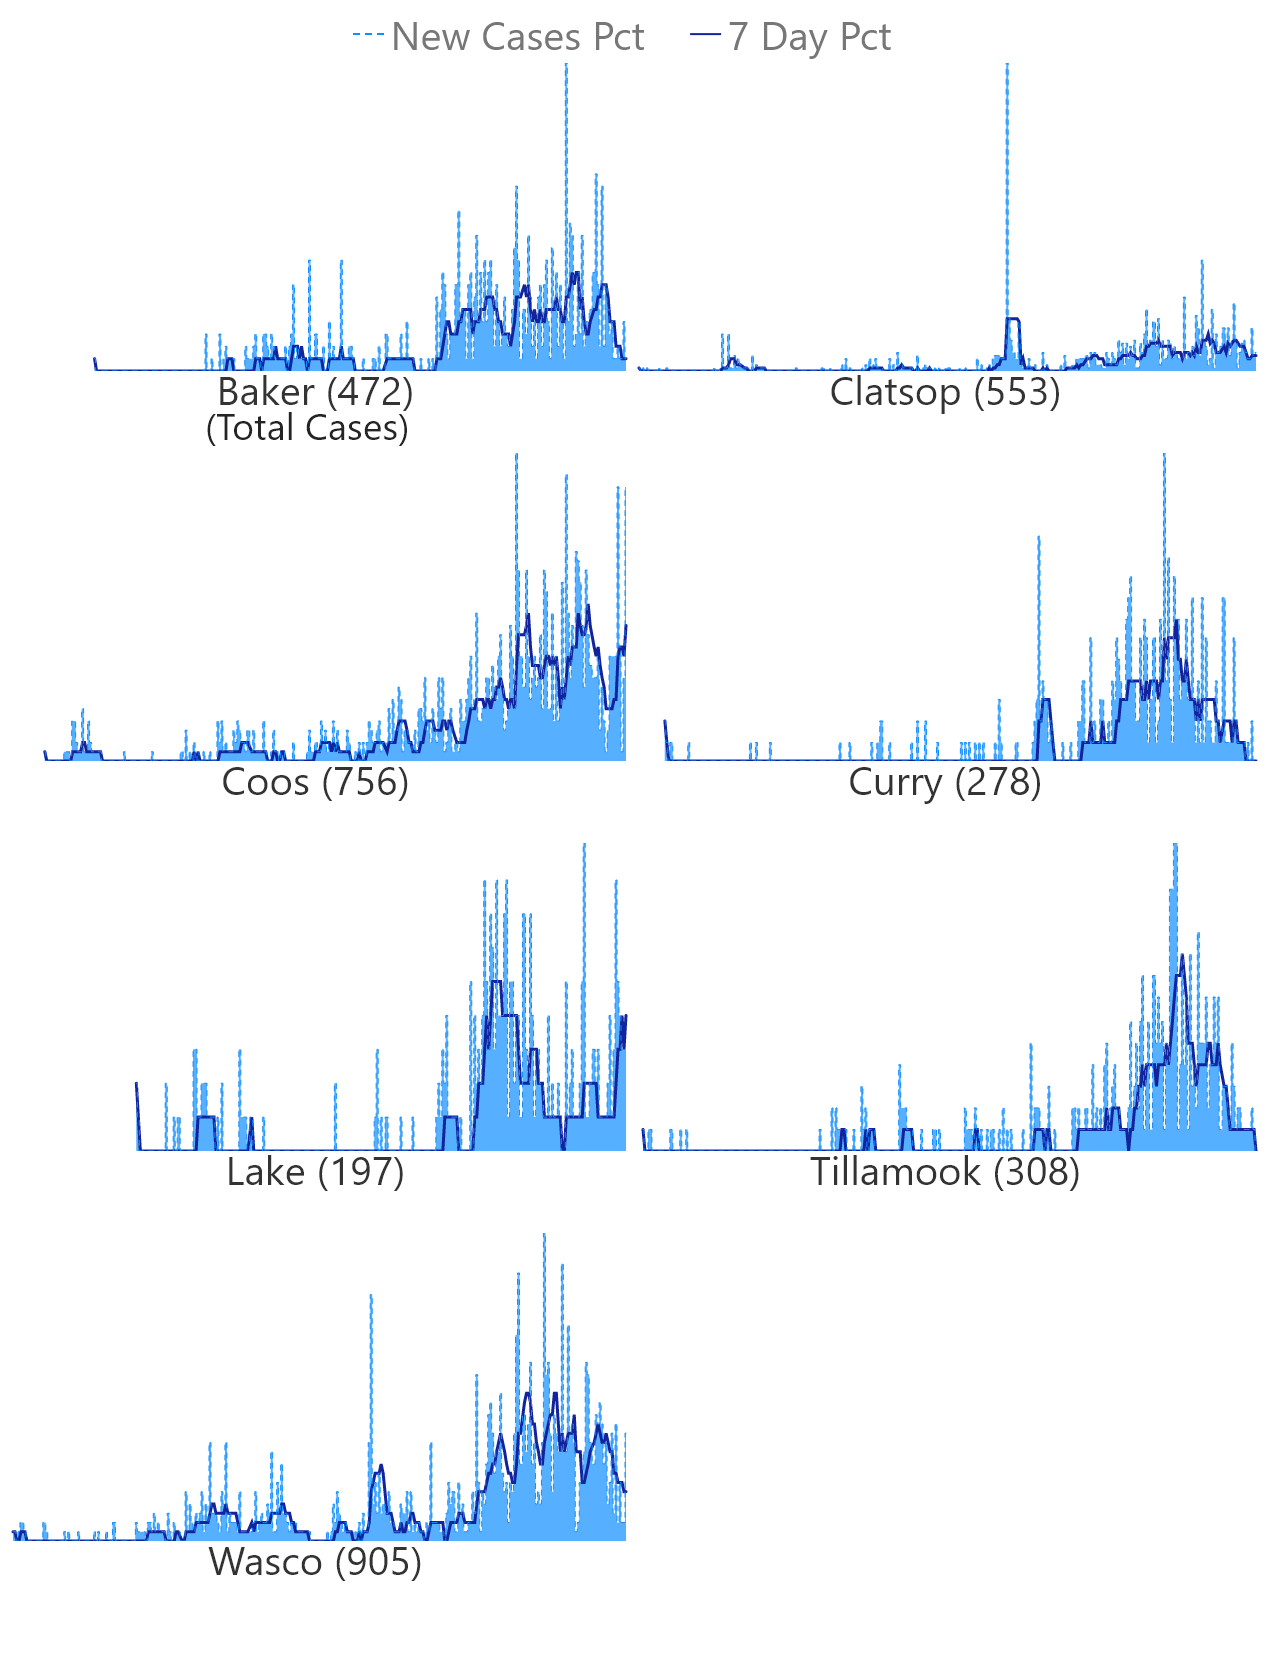 New Cases Pct 7 Day Pct
Baker (472) Clatsop (553)
(Total Cases)
Coos (756) Curry (278)
Lake (197) Tillamook (308)
Wasco (905)